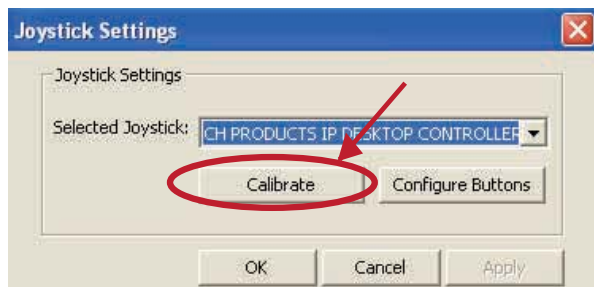 Joystick Settings
Joystick Settings
Selected Joystick: CH PRODUCTS IP DESKTOP CONTROLLER
Calibrate Configure Buttons
OK Cancel Apply